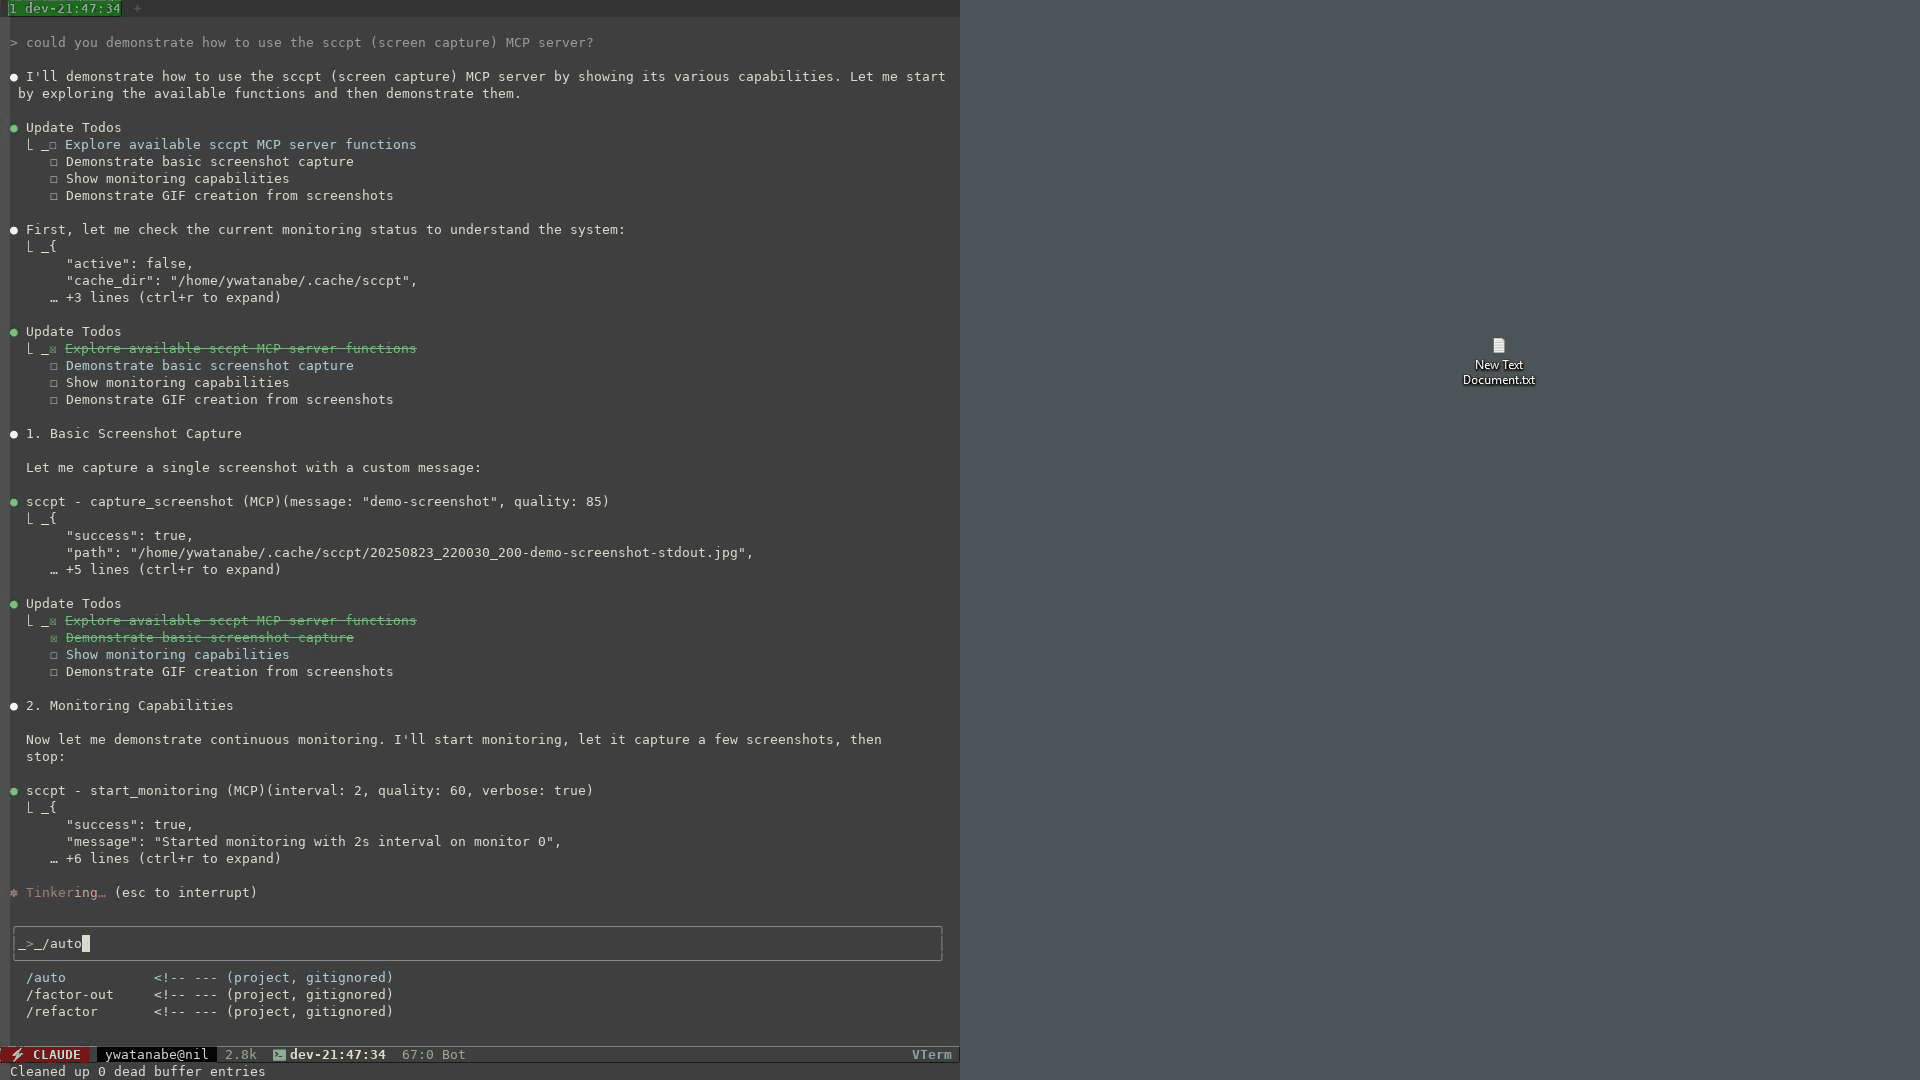 1 dev-21:47:34 +
> could you demonstrate how to use the sccpt (screen capture) MCP server?
● I'll demonstrate how to use the sccpt (screen capture) MCP server by showing its various capabilities. Let me start
by exploring the available functions and then demonstrate them.
● Update Todos
⎿ _☐ Explore available sccpt MCP server functions
☐ Demonstrate basic screenshot capture
☐ Show monitoring capabilities
☐ Demonstrate GIF creation from screenshots
● First, let me check the current monitoring status to understand the system:
⎿ _{
"active": false,
"cache_dir": "/home/ywatanabe/.cache/sccpt",
… +3 lines (ctrl+r to expand)
● Update Todos
⎿ _☒ Explore available sccpt MCP server functions
☐ Demonstrate basic screenshot capture
☐ Show monitoring capabilities
☐ Demonstrate GIF creation from screenshots
● 1. Basic Screenshot Capture
Let me capture a single screenshot with a custom message:
● sccpt - capture_screenshot (MCP)(message: "demo-screenshot", quality: 85)
⎿ _{
"success": true,
"path": "/home/ywatanabe/.cache/sccpt/20250823_220030_200-demo-screenshot-stdout.jpg",
… +5 lines (ctrl+r to expand)
● Update Todos
⎿ _☒ Explore available sccpt MCP server functions
☒ Demonstrate basic screenshot capture
☐ Show monitoring capabilities
☐ Demonstrate GIF creation from screenshots
● 2. Monitoring Capabilities
Now let me demonstrate continuous monitoring. I'll start monitoring, let it capture a few screenshots, then
stop:
● sccpt - start_monitoring (MCP)(interval: 2, quality: 60, verbose: true)
⎿ _{
"success": true,
"message": "Started monitoring with 2s interval on monitor 0",
… +6 lines (ctrl+r to expand)
✽ Tinkering… (esc to interrupt)
_>_/auto
/auto <!-- --- (project, gitignored)
/factor-out <!-- --- (project, gitignored)
/refactor <!-- --- (project, gitignored)
⚡ CLAUDE ywatanabe@nil 2.8k dev-21:47:34 67:0 Bot VTerm
Cleaned up 0 dead buffer entries
New Text
Document.txt